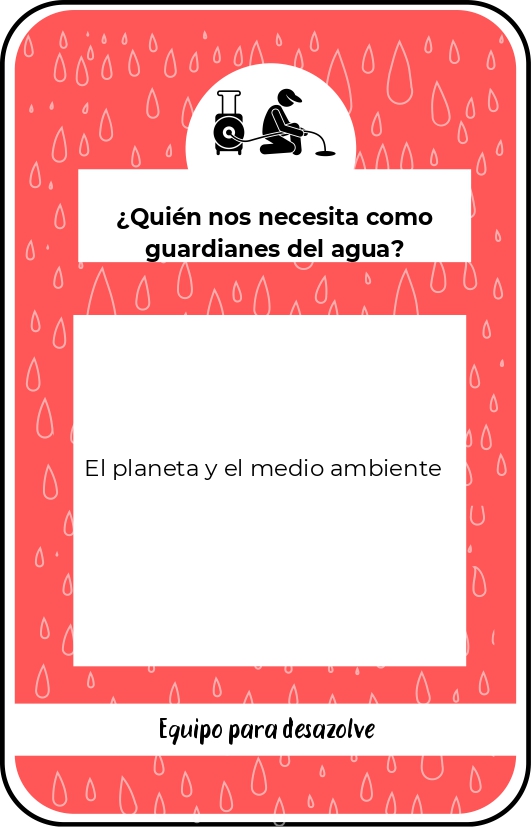 ¿Quién nos necesita como
guardianes del agua?
El planeta y el medio ambiente
Equipo para desazolve